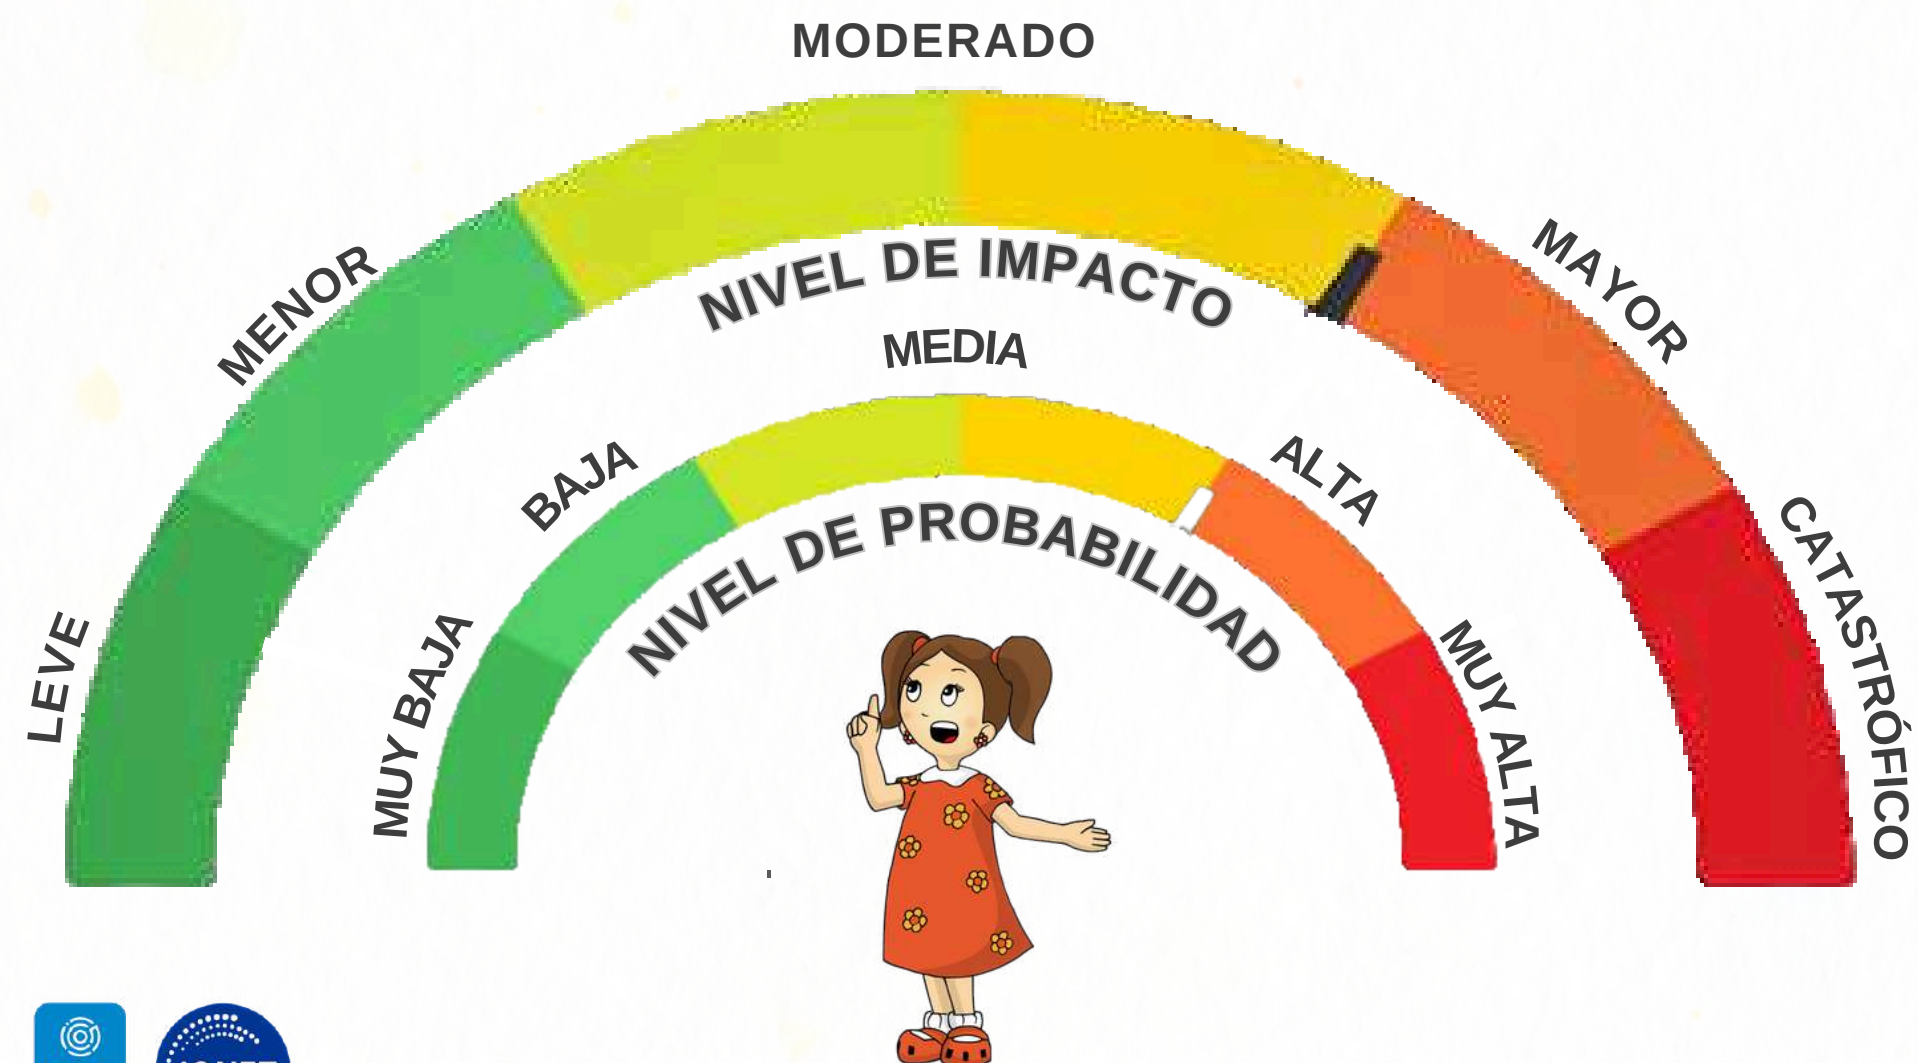 MODERADO
MENOR
MAYOR
NIVEL DE IMPACTO
MEDIA
BAJA
ALTA
NIVEL DE PROBABILIDAD
LEVE
CATASTRÓFICO
MUY BAJA
MUY ALTA